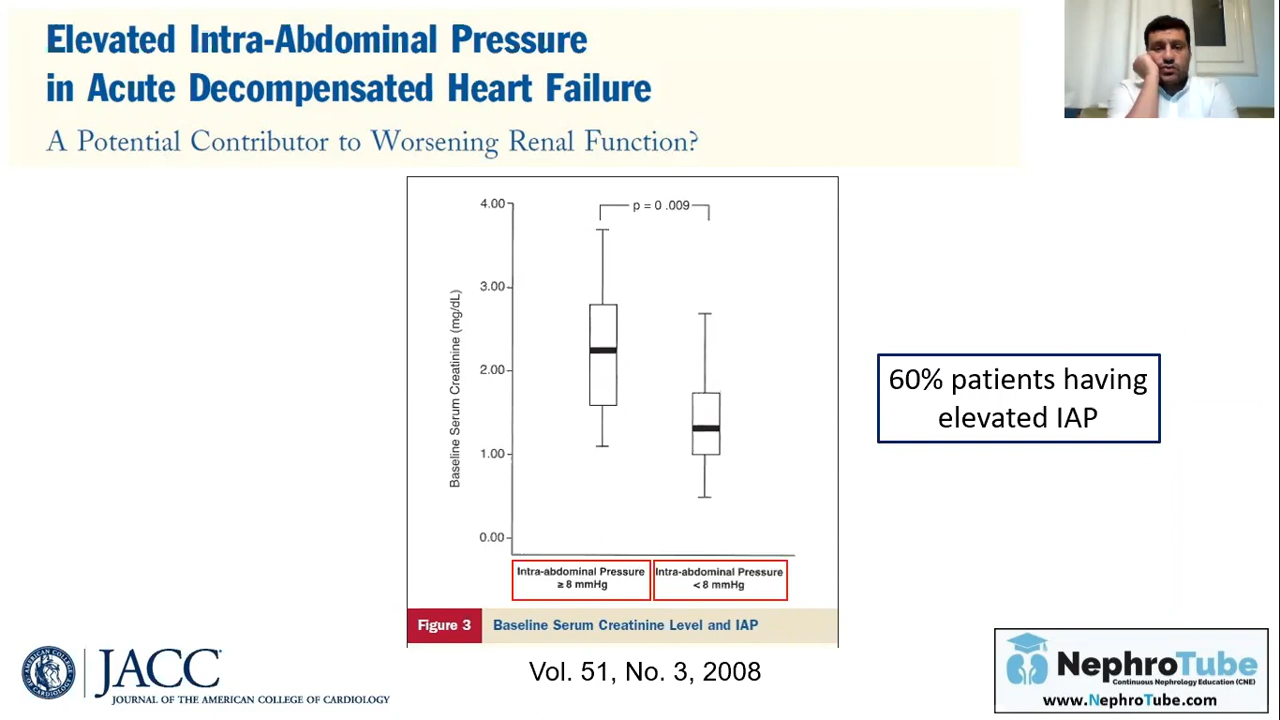 Elevated Intra-Abdominal Pressure
in Acute Decompensated Heart Failure
A Potential Contributor to Worsening Renal Function?
4.00
p = 0 .009
3.00
2.00
1.00
0.00
Baseline Serum Creatinine (mg/dL)
Intra-abdominal Pressure
≥ 8 mmHg
Intra-abdominal Pressure
< 8 mmHg
Figure 3 Baseline Serum Creatinine Level and IAP
60% patients having
elevated IAP
Vol. 51, No. 3, 2008
JACC
JOURNAL OF THE AMERICAN COLLEGE OF CARDIOLOGY
NephroTube
Continuous Nephrology Education (CNE)
www.NephroTube.com